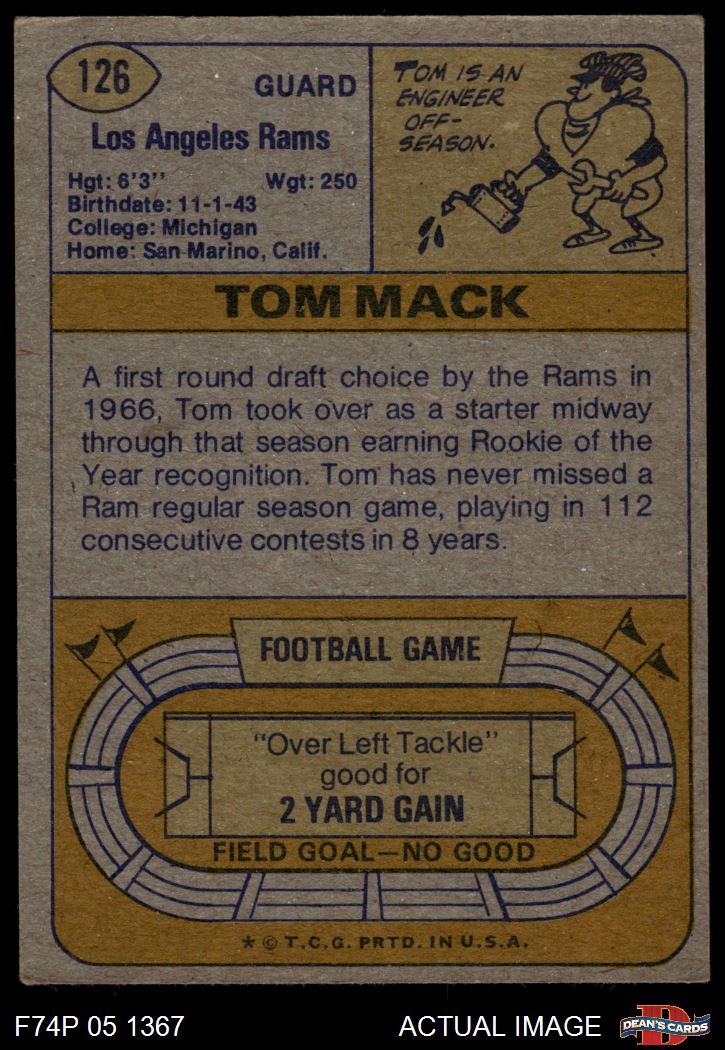 126
GUARD
Los Angeles Rams
Hgt: 6'3'' Wgt: 250
Birthdate: 11-1-43
College: Michigan
Home: San Marino, Calif.
TOM IS AN
ENGINEER
OFF-
SEASON.
TOM MACK
A first round draft choice by the Rams in
1966, Tom took over as a starter midway
through that season earning Rookie of the
Year recognition. Tom has never missed a
Ram regular season game, playing in 112
consecutive contests in 8 years.
FOOTBALL GAME
"Over Left Tackle"
good for
2 YARD GAIN
FIELD GOAL—NO GOOD
* © T.C.G. PRTD. IN U.S.A.
F74P 05 1367 ACTUAL IMAGE
D
DEAN'S CARDS